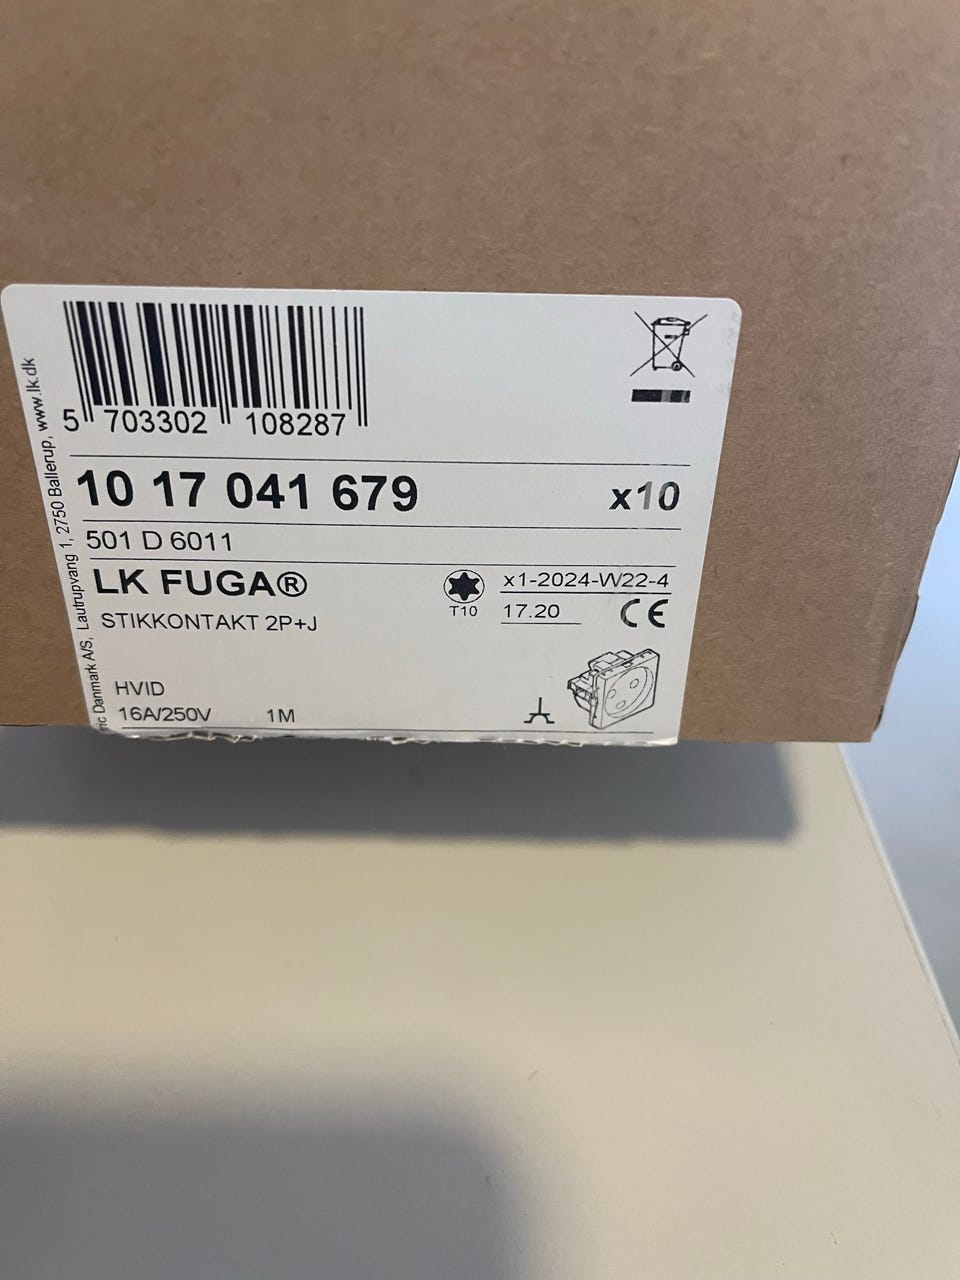 5 703302 108287
10 17 041 679 x10
501 D 6011
LK FUGA®
STIKKONTAKT 2P+J
T10
x1-2024-W22-4
17.20
CE
HVID
16A/250V 1M
Danmark A/S, Lautrupvang 1, 2750 Ballerup, www.lk.dk